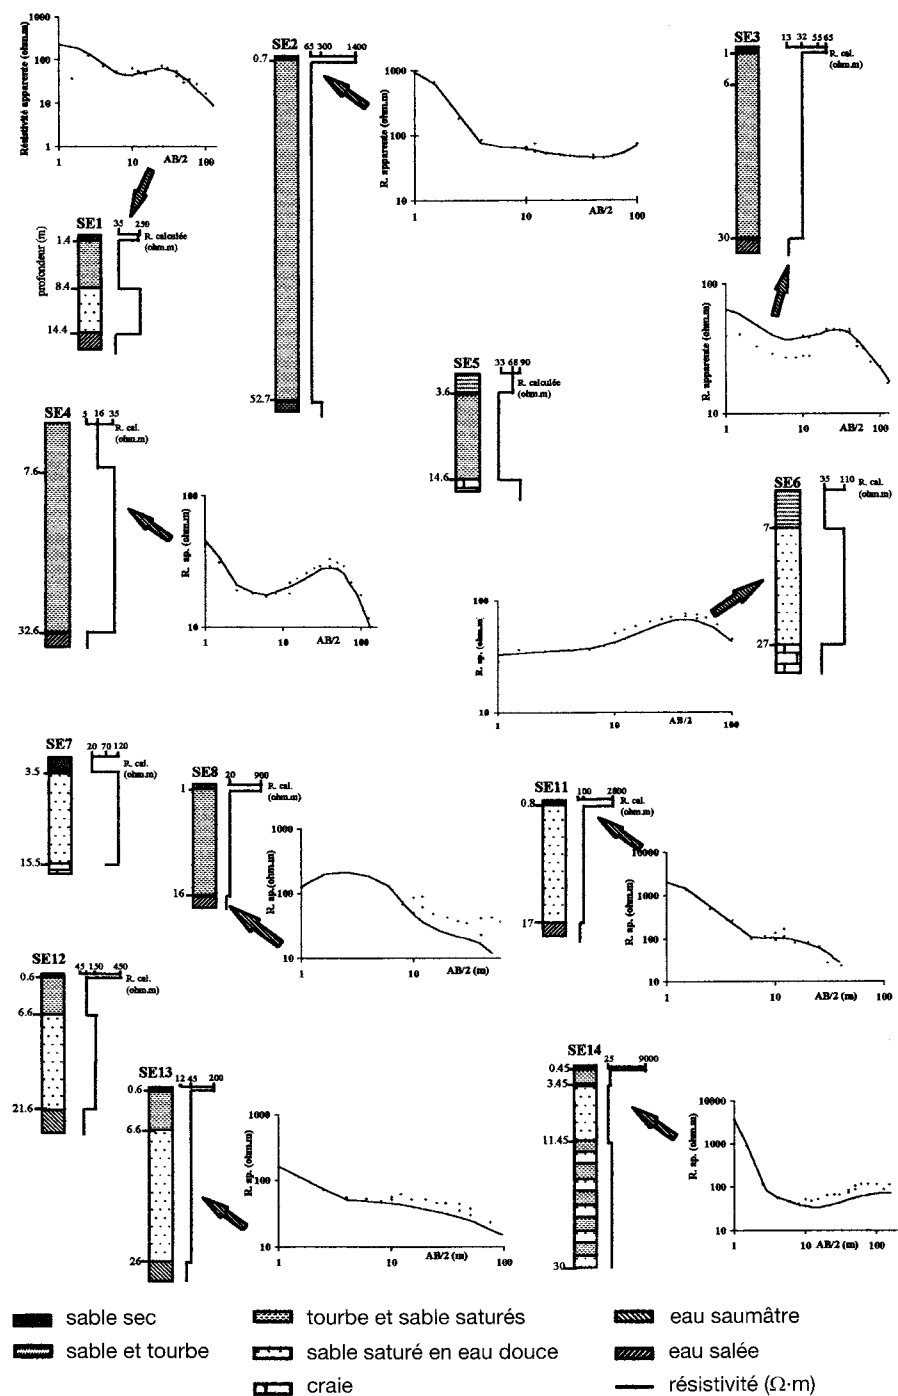 1000
100
10
1
Résistivité apparente (ohm.m)
1 10 AB/2 100
SE1
35 250
R. calculée
(ohm.m)
profondeur (m)
1.4
8.4
14.4
SE2
65 300 1400
0.7
52.7
1000
100
10
R. apparente (ohm.m)
AB/2
1 10 100
SE3
13 32 55 65
R. cal.
(ohm.m)
1
6
30
100
10
R. apparente (ohm.m)
1 10 AB/2 100
SE5
33 68 90
R. calculée
(ohm.m)
3.6
14.6
SE4
5 16 35
R. cal.
(ohm.m)
7.6
32.6
100
10
R. ap. (ohm.m)
1 10 AB/2 100
SE6
35 110
R. cal.
(ohm.m)
7
27
100
10
R. ap. (ohm.m
1 10 AB/2 100
SE7
20 70 120
R. cal.
(ohm.m)
3.5
15.5
SE8
20 900
R. cal.
(ohm.m)
1
16
1000
100
10
R. ap.(ohm.m)
1 10 AB/2 (m)
SE11
100 2800
R. cal.
(ohm.m)
0.8
17
10000
1000
100
10
R. ap. (ohm.m)
1 10 AB/2 (m) 100
SE12
45 150 450
R. cal.
(ohm.m)
0.6
6.6
21.6
SE13
12 45 200
0.6
6.6
26
1000
100
10
R. ap. (ohm.m)
1 10 AB/2 (m) 100
SE14
25 9000
0.45
3.45
11.45
30
10000
1000
100
10
R. ap. (ohm.m)
1 10 AB/2 (m) 100
sable sec
tourbe et sable saturés
eau saumâtre
sable et tourbe
sable saturé en eau douce
eau salée
craie
résistivité (Ω·m)